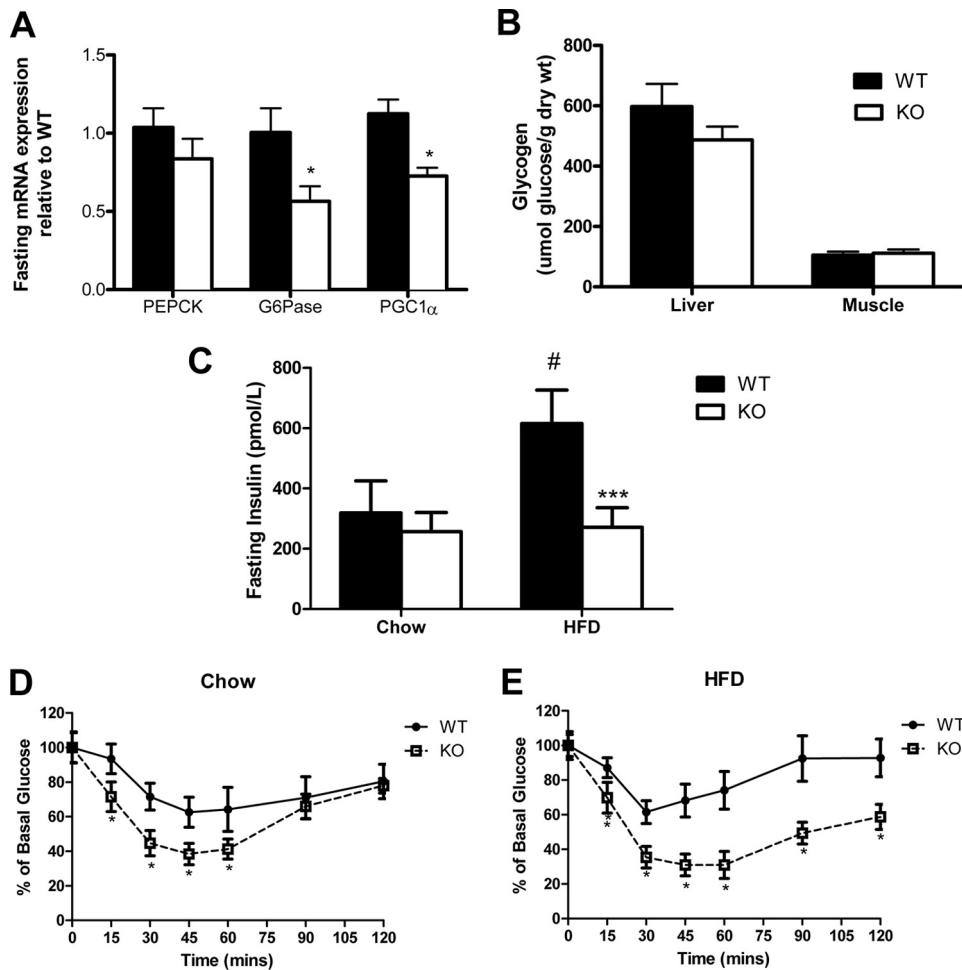 A
Fasting mRNA expression
relative to WT
1.5
1.0
0.5
0.0
*
*
PEPCK
G6Pase
PGC1α
B
Glycogen
(umol glucose/g dry wt)
800
600
400
200
0
WT
KO
Liver
Muscle
C
Fasting Insulin (pmol/L)
800
600
400
200
0
#
***
WT
KO
Chow
HFD
D
Chow
% of Basal Glucose
120
100
80
60
40
20
0
WT
KO
*
*
*
*
0 15 30 45 60 75 90 105 120
Time (mins)
E
HFD
% of Basal Glucose
120
100
80
60
40
20
0
WT
KO
*
*
*
*
*
*
*
0 15 30 45 60 75 90 105 120
Time (mins)